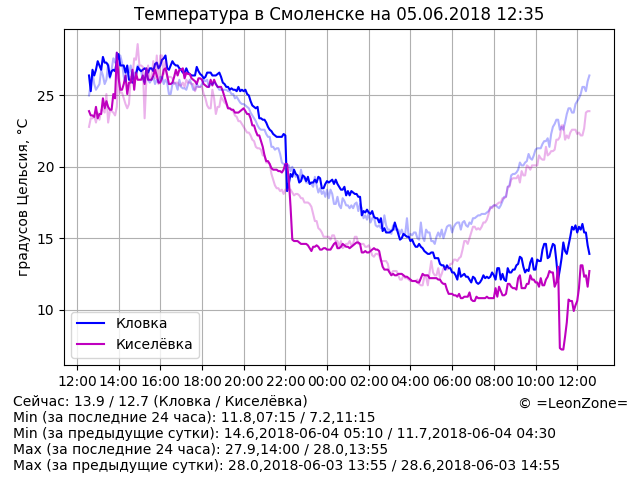 Температура в Смоленске на 05.06.2018 12:35
градусов Цельсия, °C
25
20
15
10
Кловка
Киселёвка
12:00 14:00 16:00 18:00 20:00 22:00 00:00 02:00 04:00 06:00 08:00 10:00 12:00
Сейчас: 13.9 / 12.7 (Кловка / Киселёвка)
© =LeonZone=
Min (за последние 24 часа): 11.8,07:15 / 7.2,11:15
Min (за предыдущие сутки): 14.6,2018-06-04 05:10 / 11.7,2018-06-04 04:30
Max (за последние 24 часа): 27.9,14:00 / 28.0,13:55
Max (за предыдущие сутки): 28.0,2018-06-03 13:55 / 28.6,2018-06-03 14:55